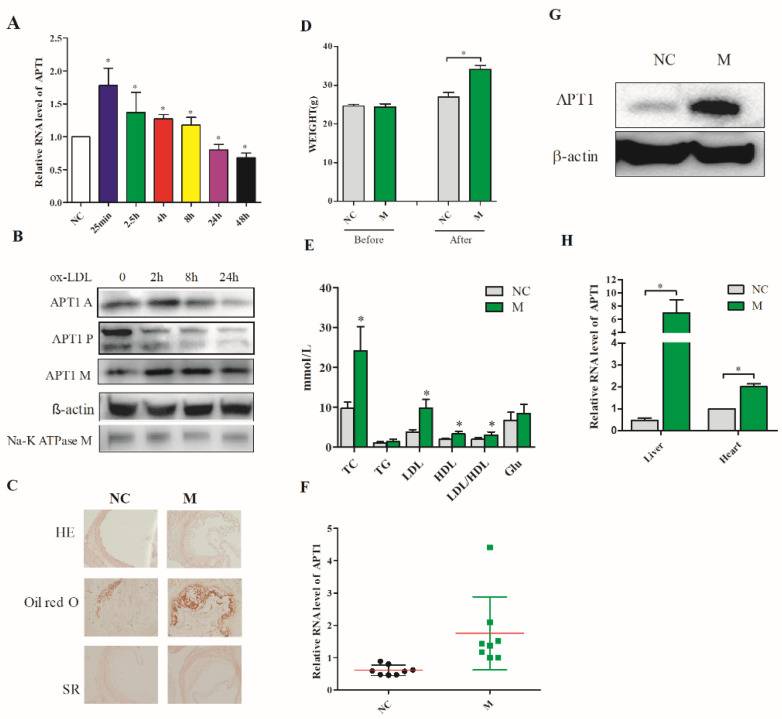 A
Relative RNA level of APT1
2.5
2.0
1.5
1.0
0.5
0.0
*
*
*
*
*
*
NC
25min
2.5h
4h
8h
24h
48h
B
ox-LDL 0 2h 8h 24h
APT1 A
APT1 P
APT1 M
ß-actin
Na-K ATPase M
C
NC M
HE
Oil red O
SR
D
NC
M
WEIGHT(g)
40
30
20
10
0
*
NC M NC M
Before After
E
NC
M
mmol/L
40
30
20
10
0
*
*
*
*
TC
TG
LDL
HDL
LDL/HDL
Glu
F
Relative RNA level of APT1
5
4
3
2
1
0
NC
M
G
NC M
APT1
β-actin
H
NC
M
Relative RNA level of APT1
12
10
8
6
4
3
2
1
0
*
*
Liver
Heart